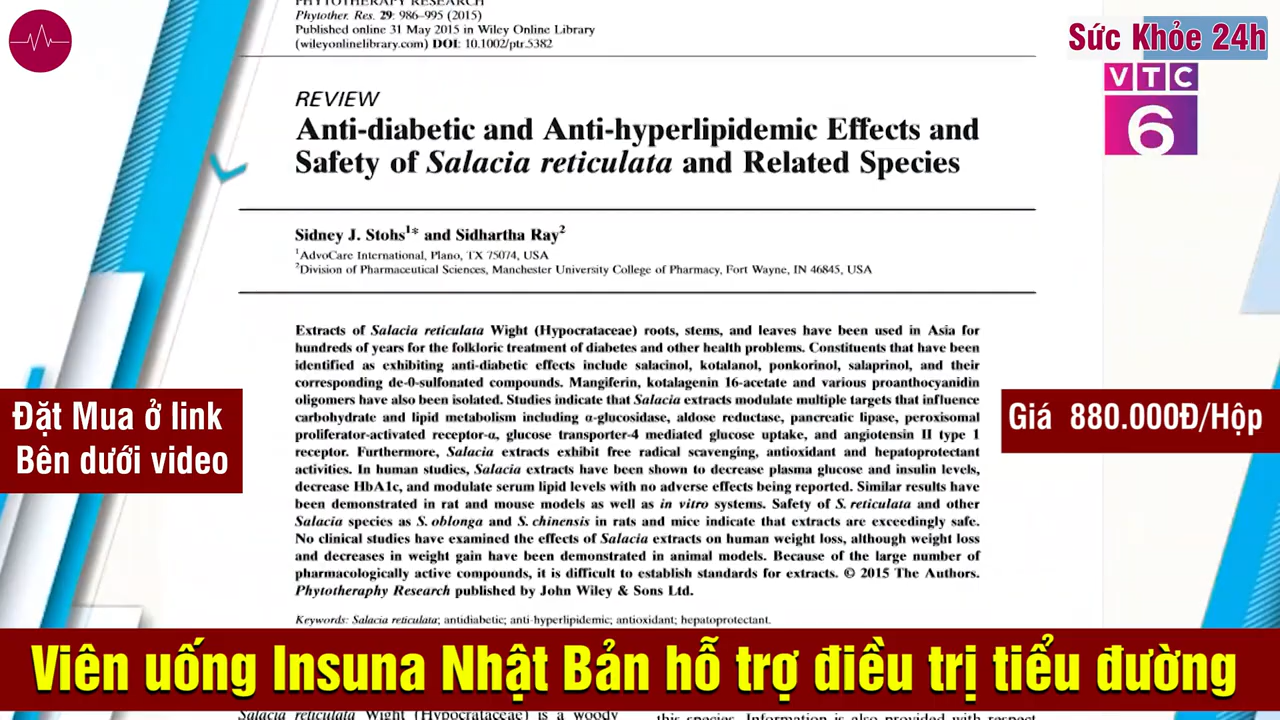 PHYTOTHERAPY RESEARCH
Phytother. Res. 29: 986–995 (2015)
Published online 31 May 2015 in Wiley Online Library
(wileyonlinelibrary.com) DOI: 10.1002/ptr.5382
Sức Khỏe 24h
VTC
6
REVIEW
Anti-diabetic and Anti-hyperlipidemic Effects and
Safety of Salacia reticulata and Related Species
Sidney J. Stohs1* and Sidhartha Ray2
1AdvoCare International, Plano, TX 75074, USA
2Division of Pharmaceutical Sciences, Manchester University College of Pharmacy, Fort Wayne, IN 46845, USA
Extracts of Salacia reticulata Wight (Hypocrataceae) roots, stems, and leaves have been used in Asia for
hundreds of years for the folkloric treatment of diabetes and other health problems. Constituents that have been
identified as exhibiting anti-diabetic effects include salacinol, kotalanol, ponkorinol, salaprinol, and their
corresponding de-0-sulfonated compounds. Mangiferin, kotalagenin 16-acetate and various proanthocyanidin
oligomers have also been isolated. Studies indicate that Salacia extracts modulate multiple targets that influence
carbohydrate and lipid metabolism including α-glucosidase, aldose reductase, pancreatic lipase, peroxisomal
proliferator-activated receptor-α, glucose transporter-4 mediated glucose uptake, and angiotensin II type 1
receptor. Furthermore, Salacia extracts exhibit free radical scavenging, antioxidant and hepatoprotectant
activities. In human studies, Salacia extracts have been shown to decrease plasma glucose and insulin levels,
decrease HbA1c, and modulate serum lipid levels with no adverse effects being reported. Similar results have
been demonstrated in rat and mouse models as well as in vitro systems. Safety of S. reticulata and other
Salacia species as S. oblonga and S. chinensis in rats and mice indicate that extracts are exceedingly safe.
No clinical studies have examined the effects of Salacia extracts on human weight loss, although weight loss
and decreases in weight gain have been demonstrated in animal models. Because of the large number of
pharmacologically active compounds, it is difficult to establish standards for extracts. © 2015 The Authors.
Phytotheraphy Research published by John Wiley & Sons Ltd.
Keywords: Salacia reticulata; antidiabetic; anti-hyperlipidemic; antioxidant; hepatoprotectant.
Đặt Mua ở link
Bên dưới video
Giá 880.000Đ/Hộp
Viên uống Insuna Nhật Bản hỗ trợ điều trị tiểu đường
Salacia reticulata Wight (Hypocrataceae) is a woody
this species. Information is also provided with respect